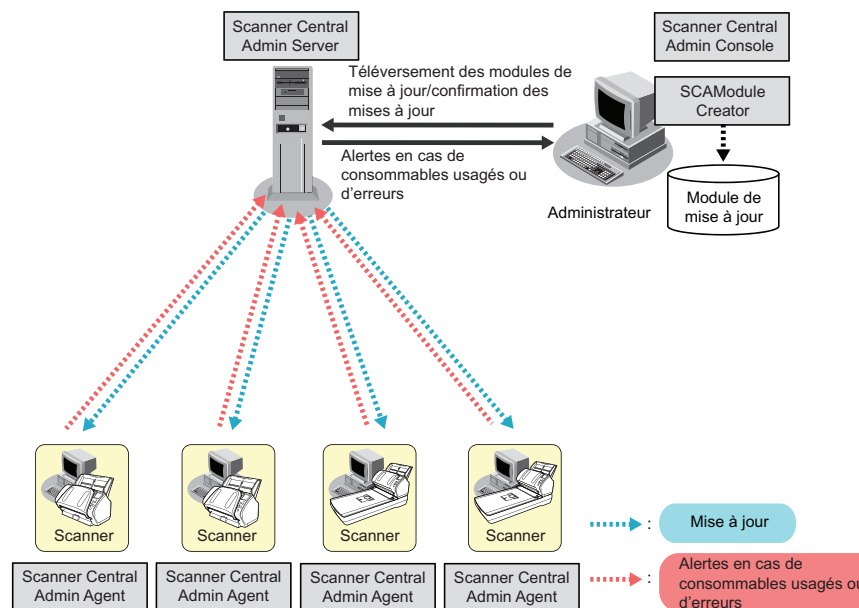 Scanner Central
Admin Server
Scanner Central
Admin Console
Téléversement des modules de
mise à jour/confirmation des
mises à jour
SCAModule
Creator
Alertes en cas de
consommables usagés ou
d'erreurs
Administrateur
Module de
mise à jour
Scanner
Scanner
Scanner
Scanner
Scanner Central
Admin Agent
Scanner Central
Admin Agent
Scanner Central
Admin Agent
Scanner Central
Admin Agent
: Mise à jour
: Alertes en cas de
consommables usagés ou
d'erreurs